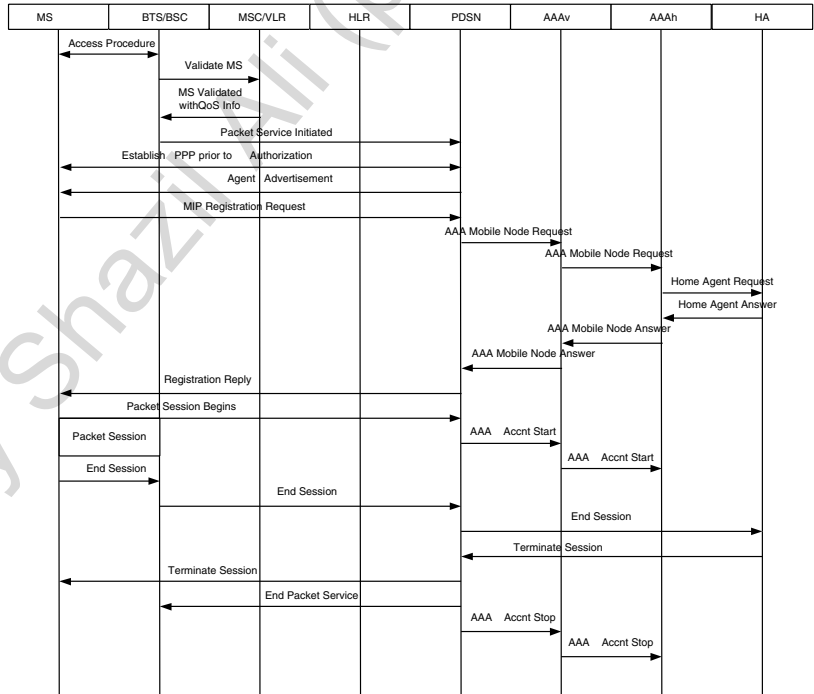 MS BTS/BSC MSC/VLR HLR PDSN AAAv AAAh HA
Access Procedure
Validate MS
MS Validated
withQoS Info
Packet Service Initiated
Establish PPP prior to Authorization
Agent Advertisement
MIP Registration Request
AAA Mobile Node Request
AAA Mobile Node Request
Home Agent Request
Home Agent Answer
AAA Mobile Node Answer
AAA Mobile Node Answer
Registration Reply
Packet Session Begins
AAA Accnt Start
Packet Session
AAA Accnt Start
End Session
End Session
End Session
Terminate Session
Terminate Session
End Packet Service
AAA Accnt Stop
AAA Accnt Stop
y Shazil Ali (p